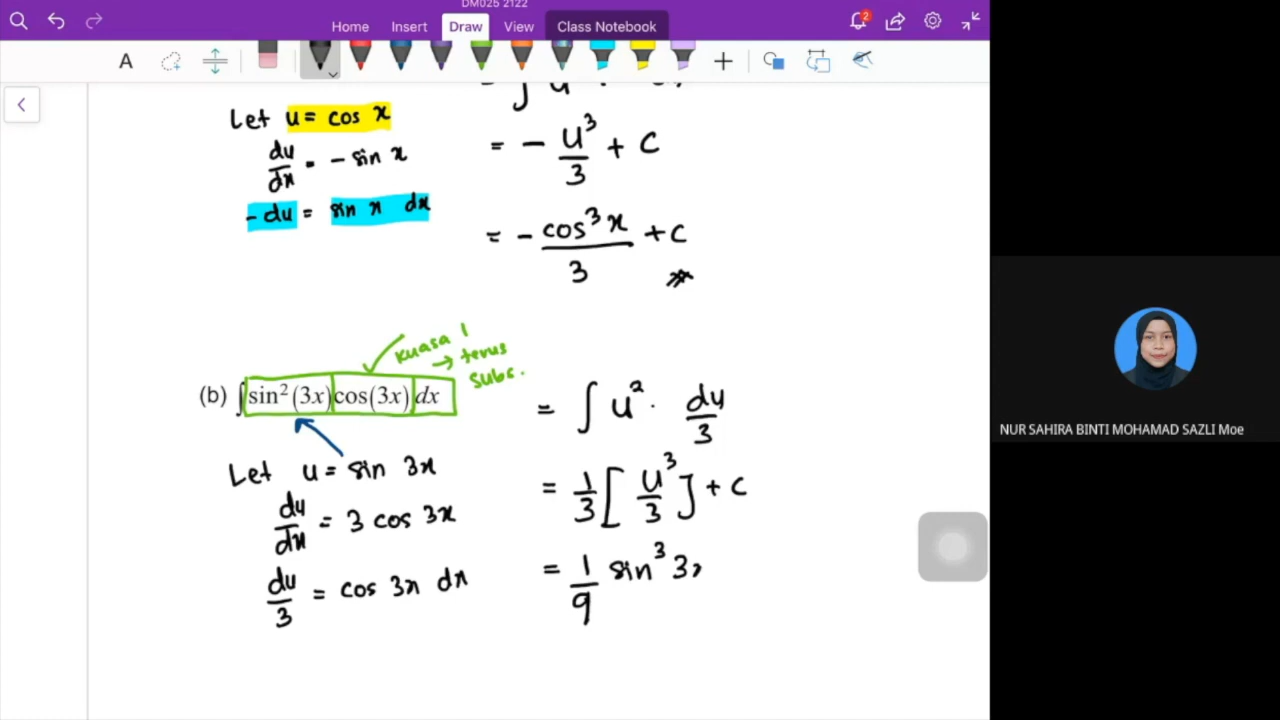 DM025 2122
Home Insert Draw View Class Notebook
2
A
Let u = cos x
du/dx = - sin x
-du = sin x dx
= - u³/3 + c
= - cos³x/3 + c
(b) ∫ sin²(3x) cos(3x) dx
kuasa 1
→ terus
subs.
Let u = sin 3x
du/dx = 3 cos 3x
du/3 = cos 3x dx
= ∫ u² · du/3
= 1/3 [ u³/3 ] + c
= 1/9 sin³ 3x
NUR SAHIRA BINTI MOHAMAD SAZLI Moe